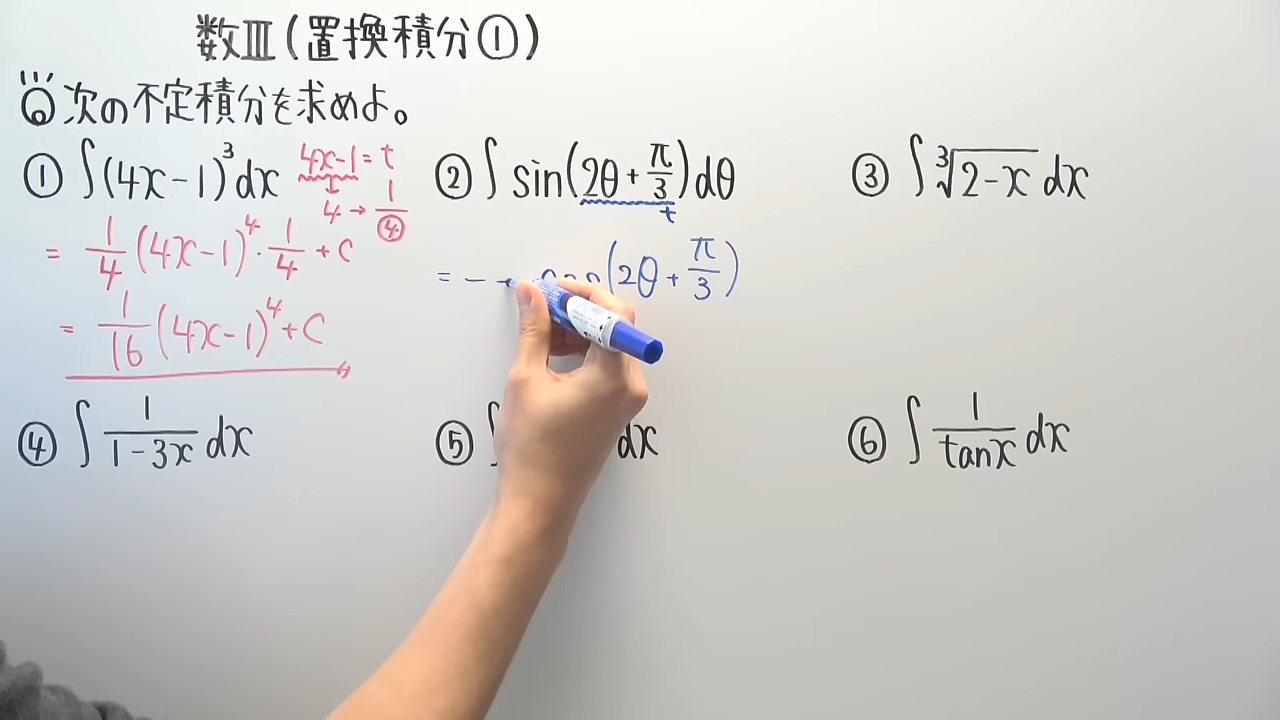 数Ⅲ(置換積分①)
Q次の不定積分を求めよ。
① ∫(4x-1)³dx
4x-1=t
4→1/④
= 1/4(4x-1)⁴·1/4+C
= 1/16(4x-1)⁴+C
② ∫sin(2θ+π/3)dθ
t
= - (2θ+π/3)
③ ∫∛(2-x) dx
④ ∫1/(1-3x) dx
⑤ ∫ dx
⑥ ∫1/tanx dx